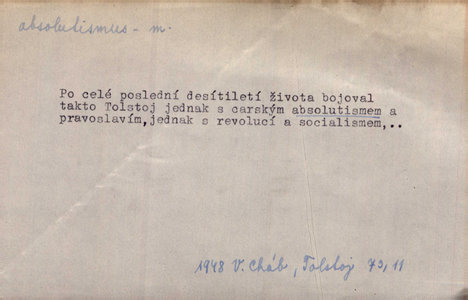 absolutismus - m.
Po celé poslední desítiletí života bojoval
takto Tolstoj jednak s carským absolutismem a
pravoslavím,jednak s revolucí a socialismem,..
1948 V. Cháb, Tolstoj 73, 11